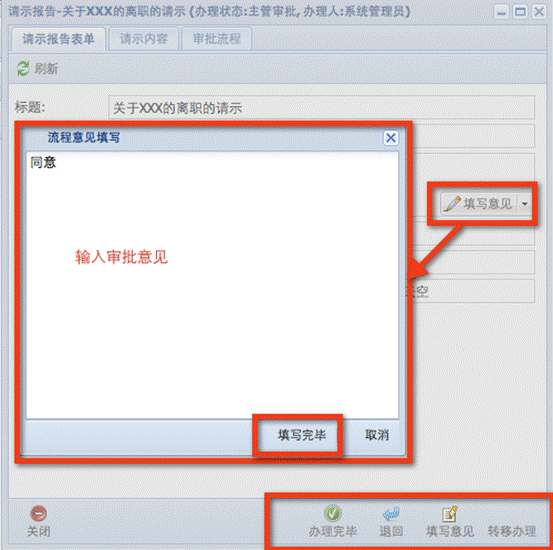 请示报告-关于XXX的离职的请示 (办理状态:主管审批, 办理人:系统管理员)
请示报告表单 请示内容 审批流程
刷新
标题: 关于XXX的离职的请示
流程意见填写
同意
填写意见
输入审批意见
空
填写完毕 取消
关闭 办理完毕 退回 填写意见 转移办理